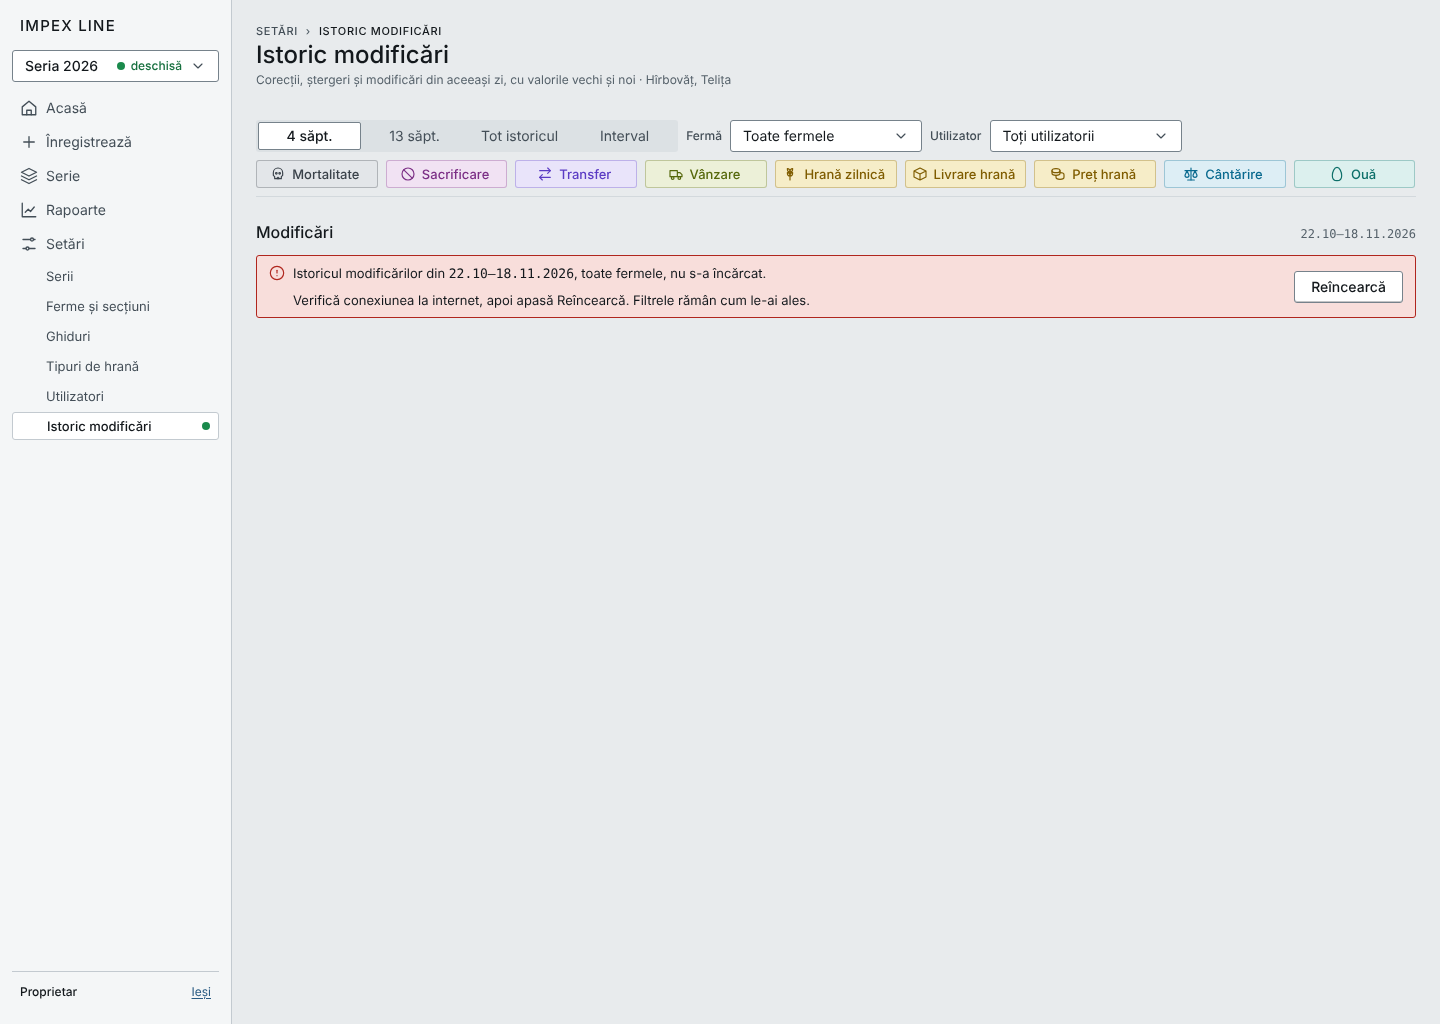 IMPEX LINE
Seria 2026 deschisă
Acasă
Înregistrează
Serie
Rapoarte
Setări
Serii
Ferme și secțiuni
Ghiduri
Tipuri de hrană
Utilizatori
Istoric modificări
Proprietar Ieși
SETĂRI › ISTORIC MODIFICĂRI
Istoric modificări
Corecții, ștergeri și modificări din aceeași zi, cu valorile vechi și noi · Hîrbovăț, Telița
4 săpt. 13 săpt. Tot istoricul Interval Fermă Toate fermele Utilizator Toți utilizatorii
Mortalitate Sacrificare Transfer Vânzare Hrană zilnică Livrare hrană Preț hrană Cântărire Ouă
Modificări 22.10–18.11.2026
Istoricul modificărilor din 22.10–18.11.2026, toate fermele, nu s-a încărcat.
Verifică conexiunea la internet, apoi apasă Reîncearcă. Filtrele rămân cum le-ai ales.
Reîncearcă